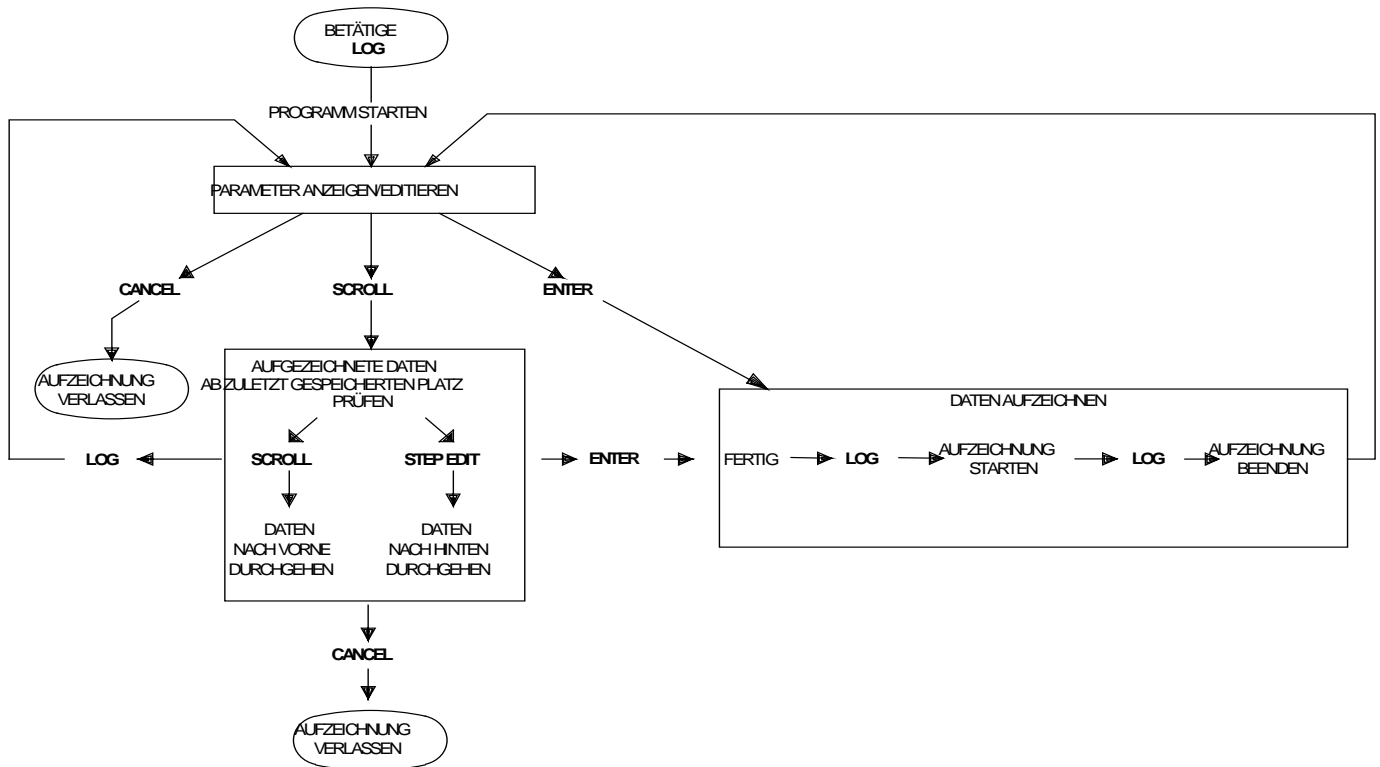 BETÄTIGE
LOG
PROGRAMM STARTEN
PARAMETER ANZEIGEN/EDITIEREN
CANCEL
SCROLL
ENTER
AUFZEICHNUNG
VERLASSEN
AUFGEZEICHNETE DATEN
AB ZULETZT GESPEICHERTEN PLATZ
PRÜFEN
LOG
SCROLL
STEP EDIT
DATEN
NACH VORNE
DURCHGEHEN
DATEN
NACH HINTEN
DURCHGEHEN
ENTER
DATEN AUFZEICHNEN
FERTIG
LOG
AUFZEICHNUNG
STARTEN
LOG
AUFZEICHNUNG
BEENDEN
CANCEL
AUFZEICHNUNG
VERLASSEN